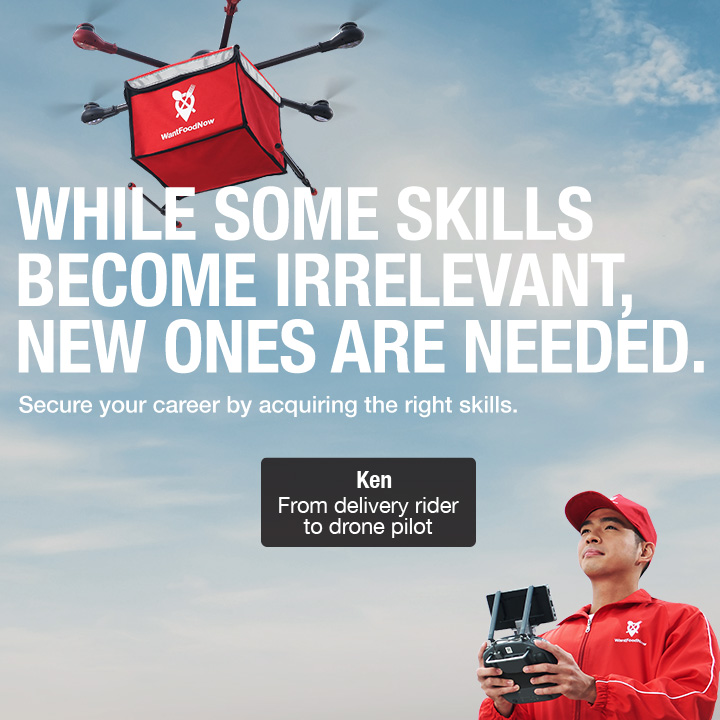 WantFoodNow
WHILE SOME SKILLS
BECOME IRRELEVANT,
NEW ONES ARE NEEDED.
Secure your career by acquiring the right skills.
Ken
From delivery rider
to drone pilot
WantFoodNow